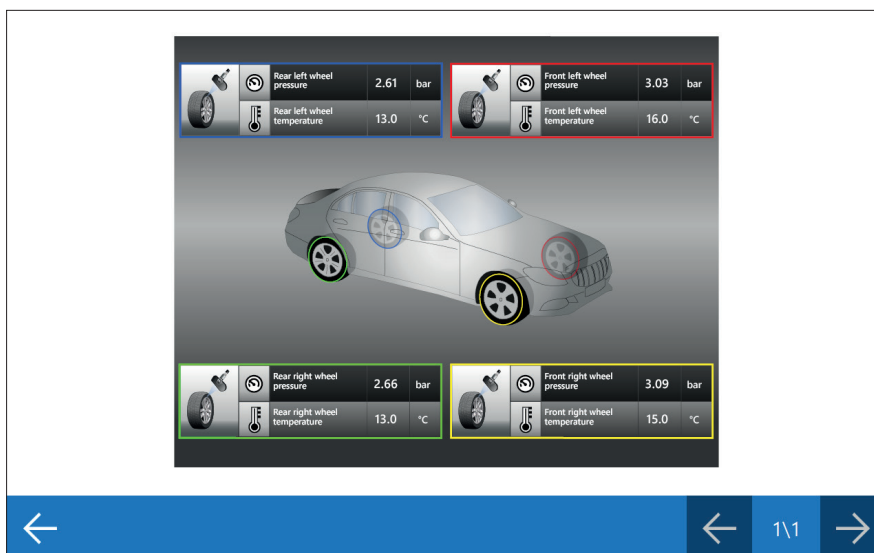 Rear left wheel
pressure
2.61 bar
Rear left wheel
temperature
13.0 °C
Front left wheel
pressure
3.03 bar
Front left wheel
temperature
16.0 °C
Rear right wheel
pressure
2.66 bar
Rear right wheel
temperature
13.0 °C
Front right wheel
pressure
3.09 bar
Front right wheel
temperature
15.0 °C
1\1